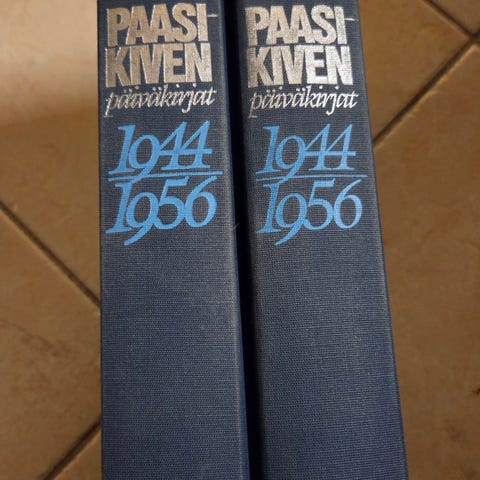 PAASI-
KIVEN
päiväkirjat
1944
1956
PAASI-
KIVEN
päiväkirjat
1944
1956